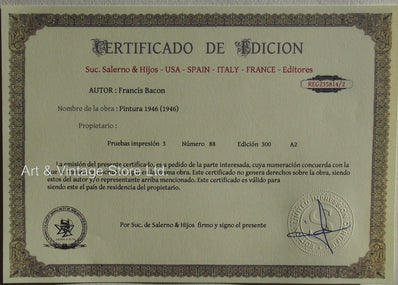 CERTIFICADO DE EDICION
Suc. Salerno & Hijos - USA - SPAIN - ITALY - FRANCE - Editores
REG255814/2
AUTOR : Francis Bacon
Nombre de la obra : Pintura 1946 (1946)
Propietario :
Pruebas impresión 3 Número 88 Edición 300 A2
La emisión del presente certificado, es a pedido de la parte interesada, cuya numeración concuerda con la
misma obra. Este certificado no genera derechos sobre la obra, siendo
Art & Vintage Store Ltd
estos del autor y/o representante arriba mencionado. Este certificado es válido para
siendo este el país de residencia del propietario.
Por Suc. de Salerno & Hijos firmo y signo el presente